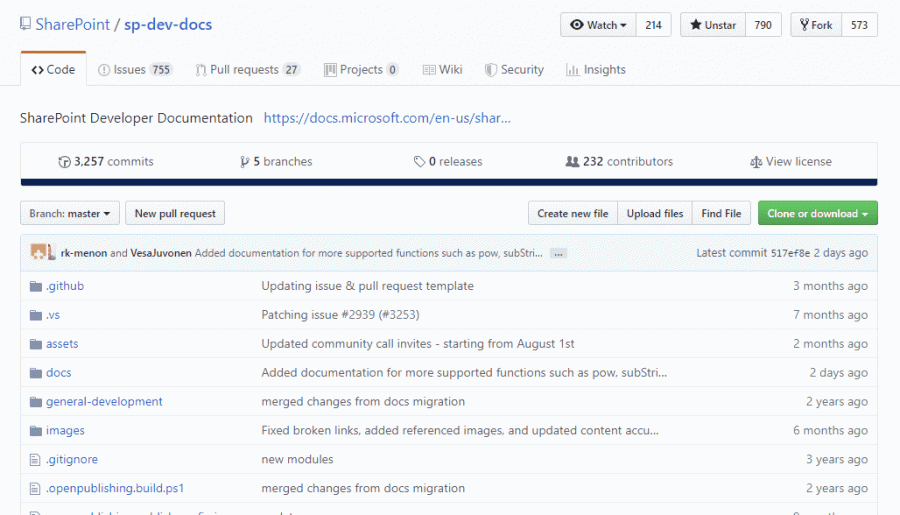 SharePoint / sp-dev-docs Watch 214 Unstar 790 Fork 573
Code Issues 755 Pull requests 27 Projects 0 Wiki Security Insights
SharePoint Developer Documentation https://docs.microsoft.com/en-us/shar...
3,257 commits 5 branches 0 releases 232 contributors View license
Branch: master New pull request Create new file Upload files Find File Clone or download
rk-menon and VesaJuvonen Added documentation for more supported functions such as pow, subStri... ... Latest commit 517ef8e 2 days ago
.github Updating issue & pull request template 3 months ago
.vs Patching issue #2939 (#3253) 7 months ago
assets Updated community call invites - starting from August 1st 2 months ago
docs Added documentation for more supported functions such as pow, subStri... 2 days ago
general-development merged changes from docs migration 2 years ago
images Fixed broken links, added referenced images, and updated content accu... 6 months ago
.gitignore new modules 3 years ago
.openpublishing.build.ps1 merged changes from docs migration 2 years ago